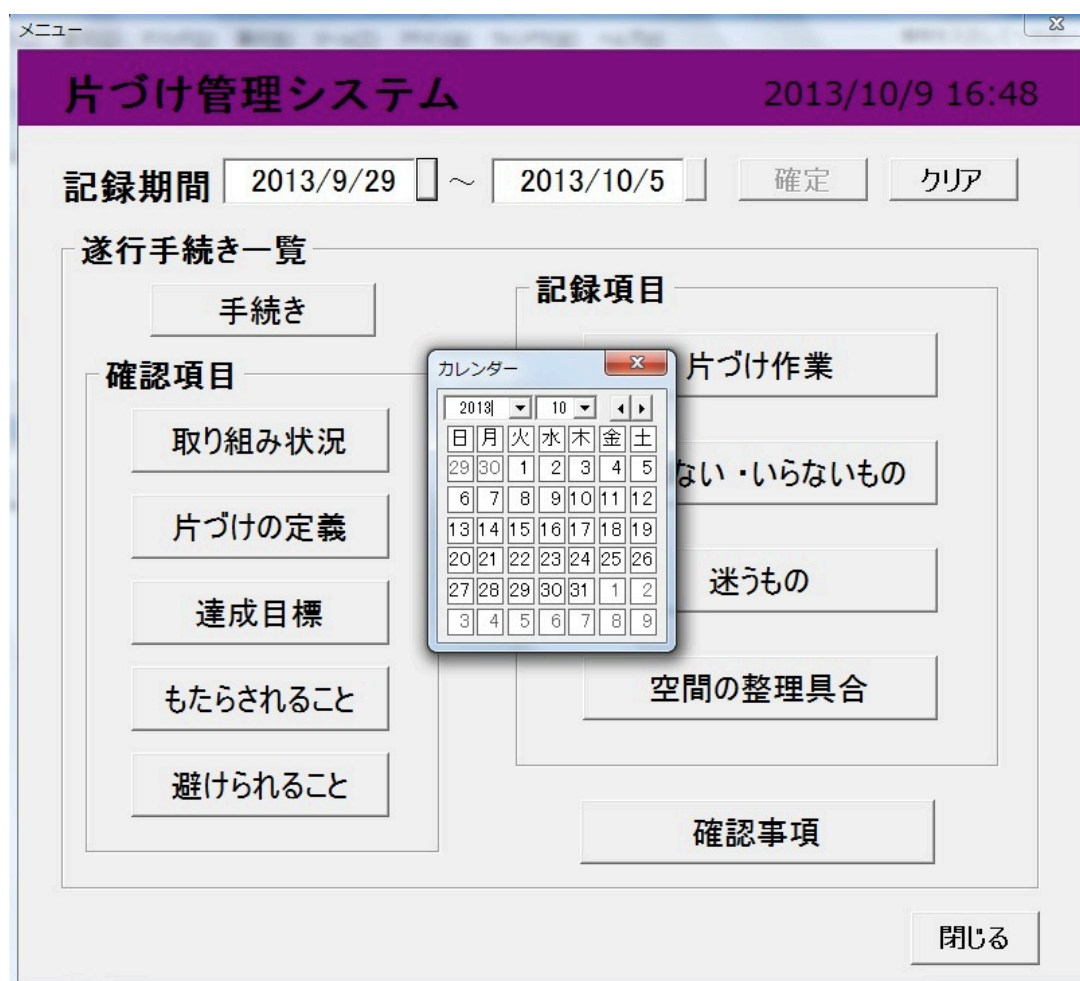 メニュー
片づけ管理システム 2013/10/9 16:48
記録期間 2013/9/29 ～ 2013/10/5 確定 クリア
遂行手続き一覧
手続き
確認項目
取り組み状況
片づけの定義
達成目標
もたらされること
避けられること
記録項目
片づけ作業
ない・いらないもの
迷うもの
空間の整理具合
確認事項
カレンダー
2013 10
日 月 火 水 木 金 土
29 30 1 2 3 4 5
6 7 8 9 10 11 12
13 14 15 16 17 18 19
20 21 22 23 24 25 26
27 28 29 30 31 1 2
3 4 5 6 7 8 9
閉じる